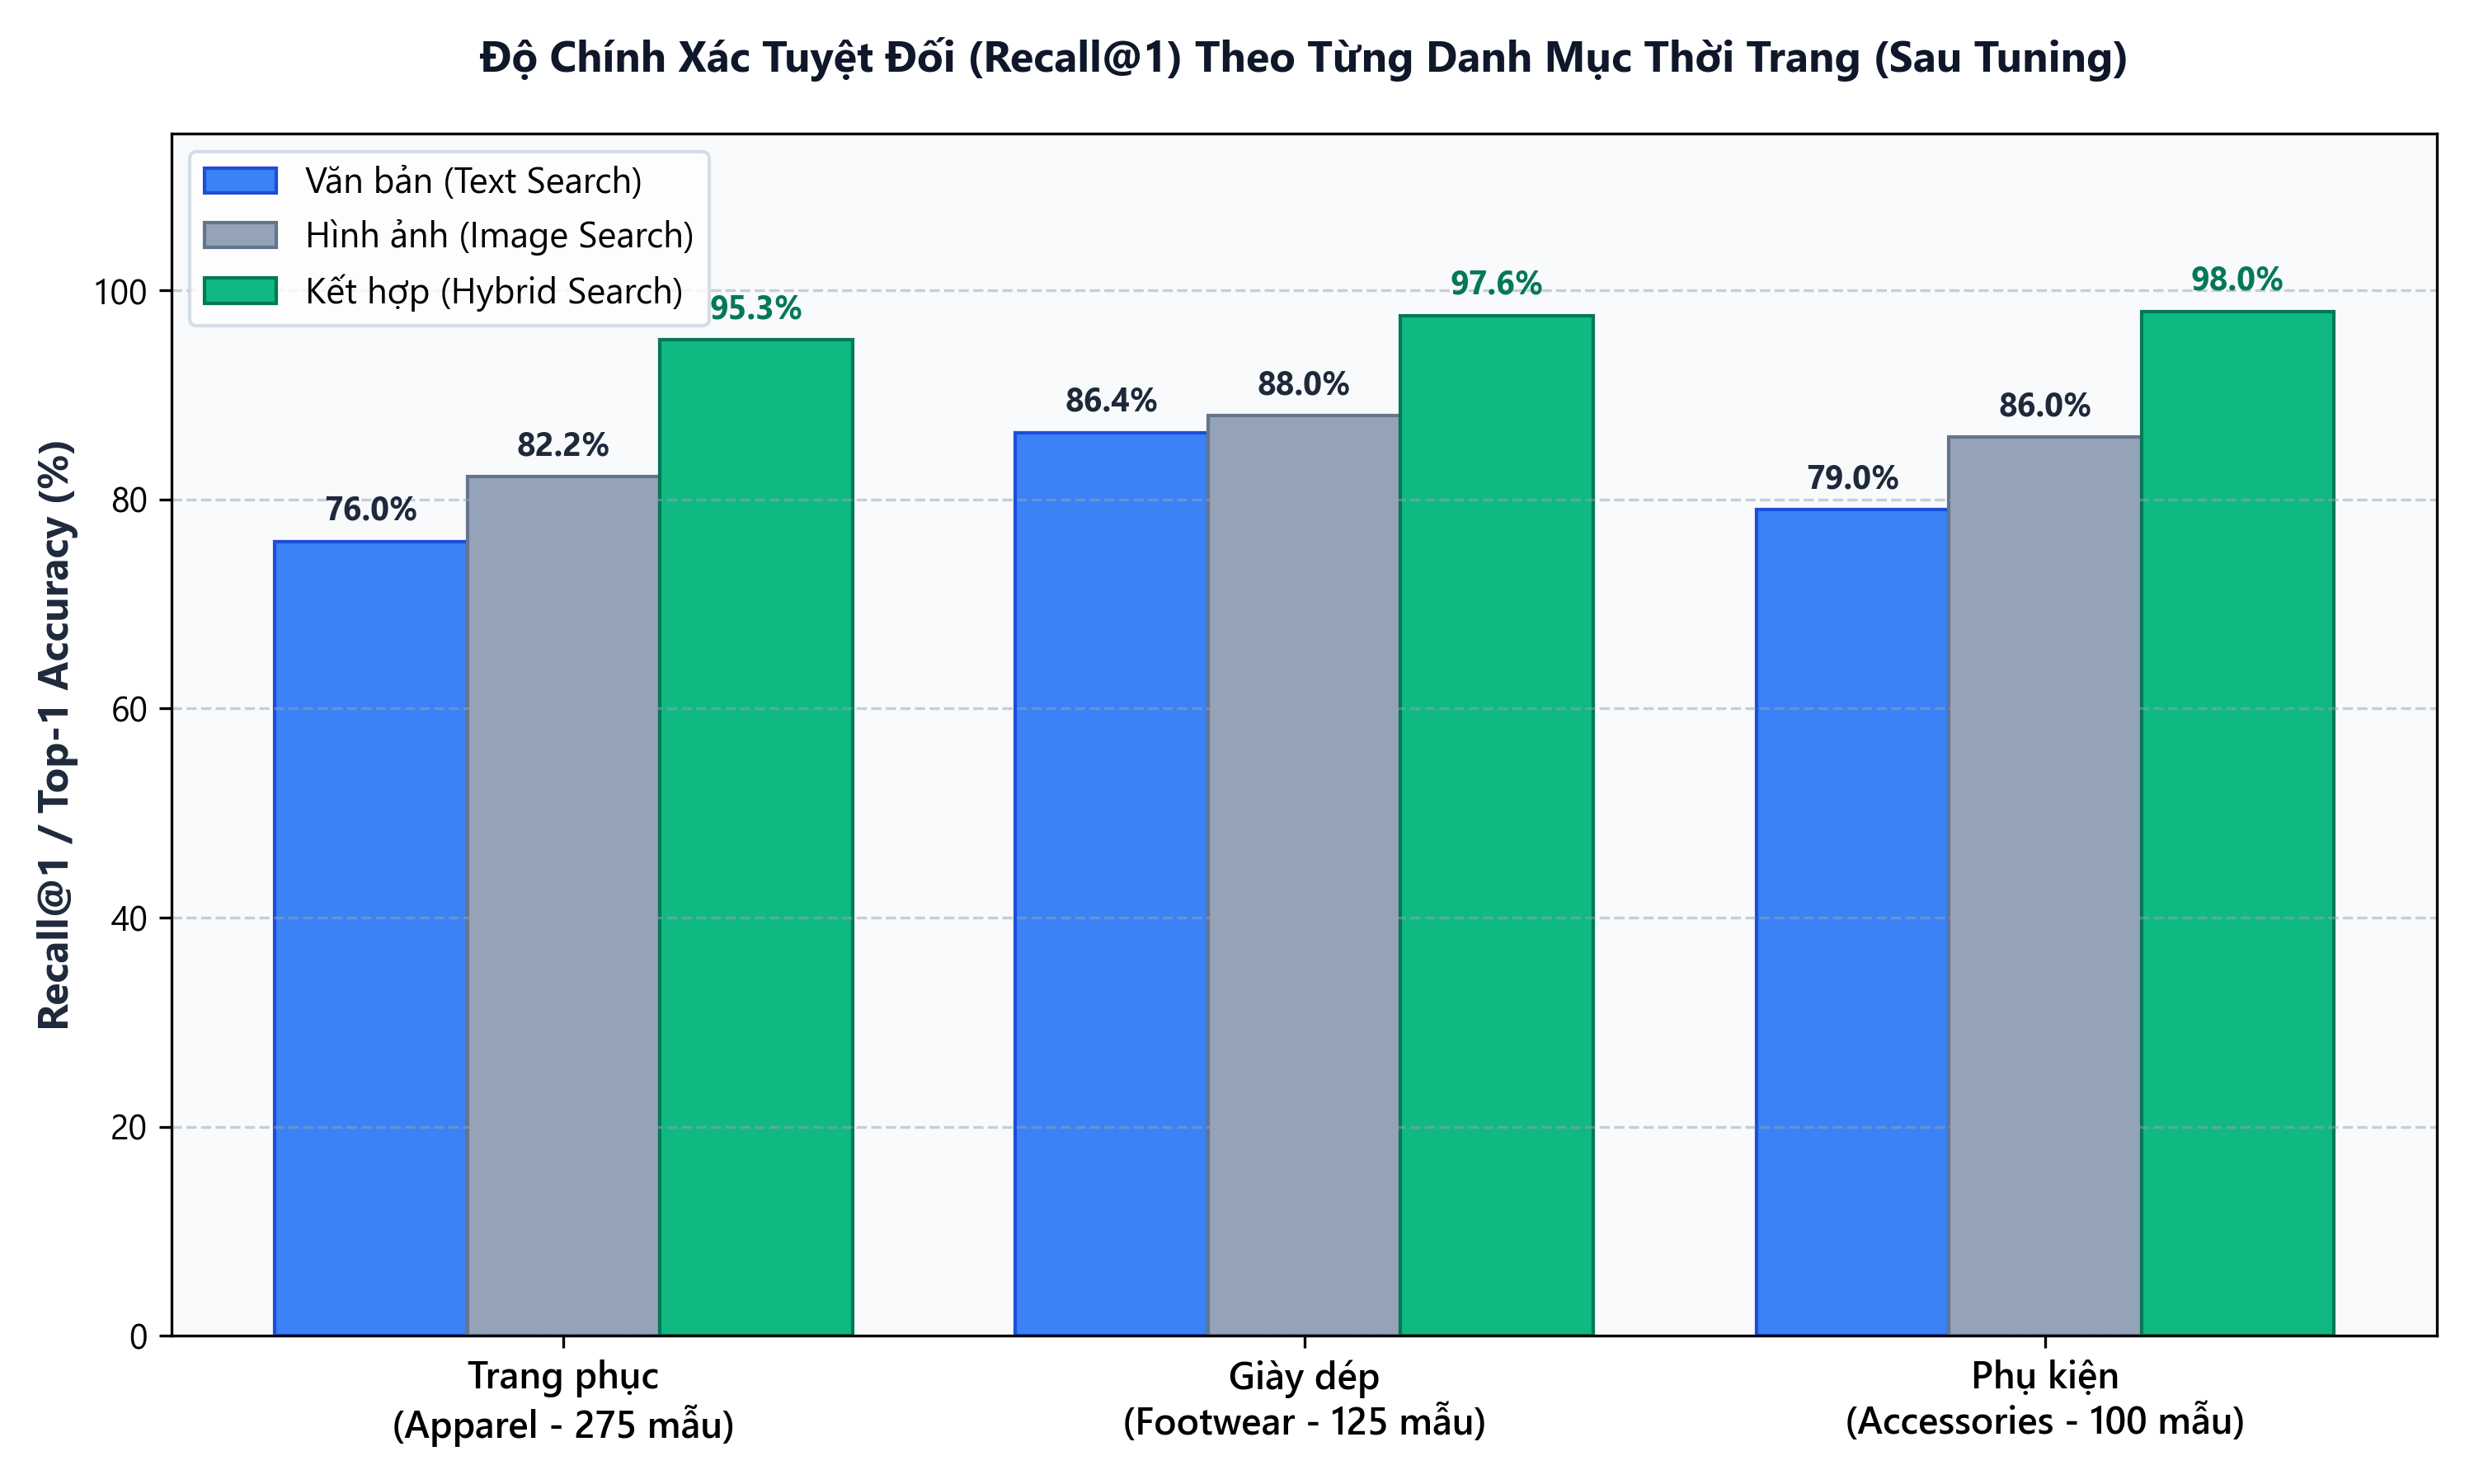 Độ Chính Xác Tuyệt Đối (Recall@1) Theo Từng Danh Mục Thời Trang (Sau Tuning)
Văn bản (Text Search)
Hình ảnh (Image Search)
Kết hợp (Hybrid Search)
Recall@1 / Top-1 Accuracy (%)
100
80
60
40
20
0
76.0%
82.2%
95.3%
86.4%
88.0%
97.6%
79.0%
86.0%
98.0%
Trang phục
(Apparel - 275 mẫu)
Giày dép
(Footwear - 125 mẫu)
Phụ kiện
(Accessories - 100 mẫu)